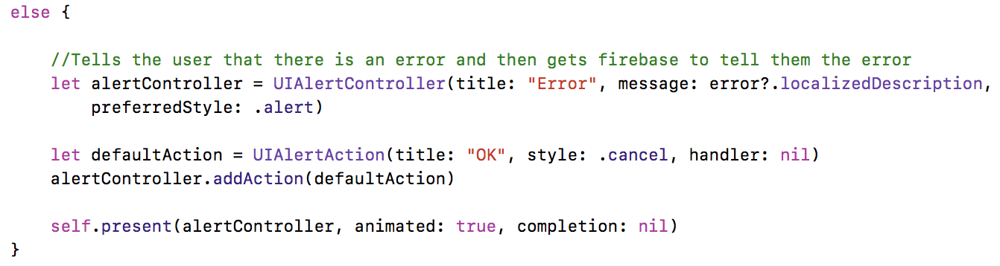 else {
//Tells the user that there is an error and then gets firebase to tell them the error
let alertController = UIAlertController(title: "Error", message: error?.localizedDescription,
preferredStyle: .alert)
let defaultAction = UIAlertAction(title: "OK", style: .cancel, handler: nil)
alertController.addAction(defaultAction)
self.present(alertController, animated: true, completion: nil)
}